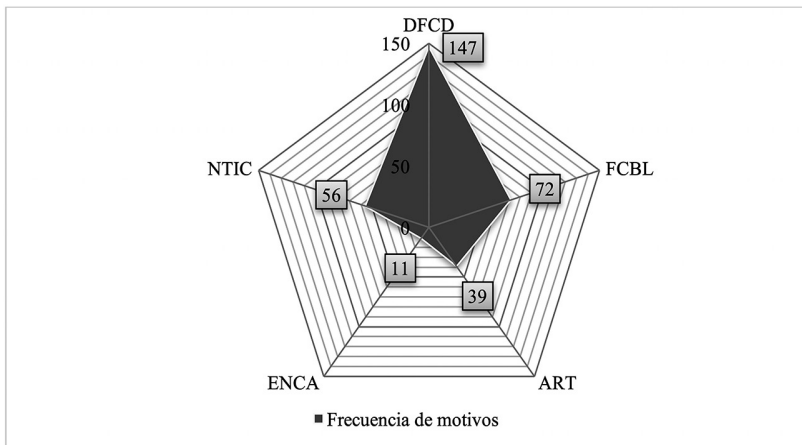 DFCD
150
147
100
NTIC
FCBL
56
50
72
0
11
39
ENCA
ART
Frecuencia de motivos